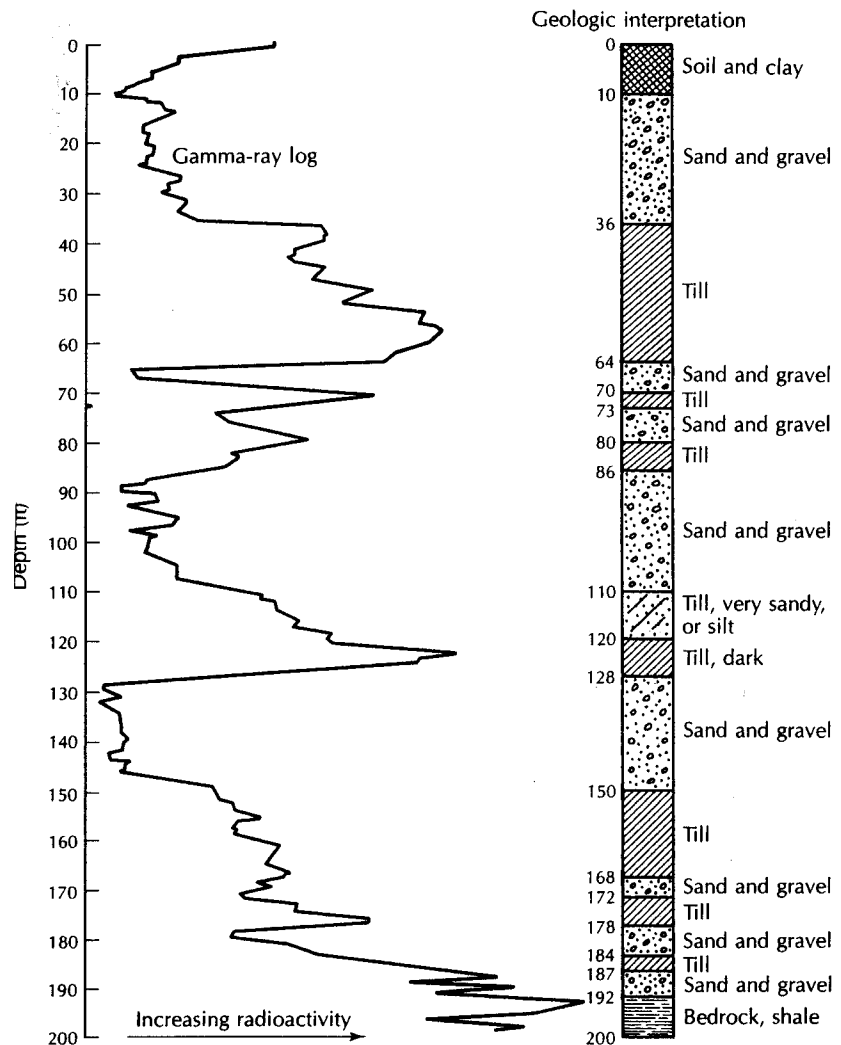 Geologic interpretation
0
10
20
30
40
50
60
70
80
90
100
110
120
130
140
150
160
170
180
190
200
Depth (ft)
Gamma-ray log
Increasing radioactivity
0
Soil and clay
10
Sand and gravel
36
Till
64
Sand and gravel
70
Till
73
Sand and gravel
80
Till
86
Sand and gravel
110
Till, very sandy,
or silt
120
Till, dark
128
Sand and gravel
150
Till
168
Sand and gravel
172
Till
178
Sand and gravel
184
Till
187
Sand and gravel
192
Bedrock, shale
200